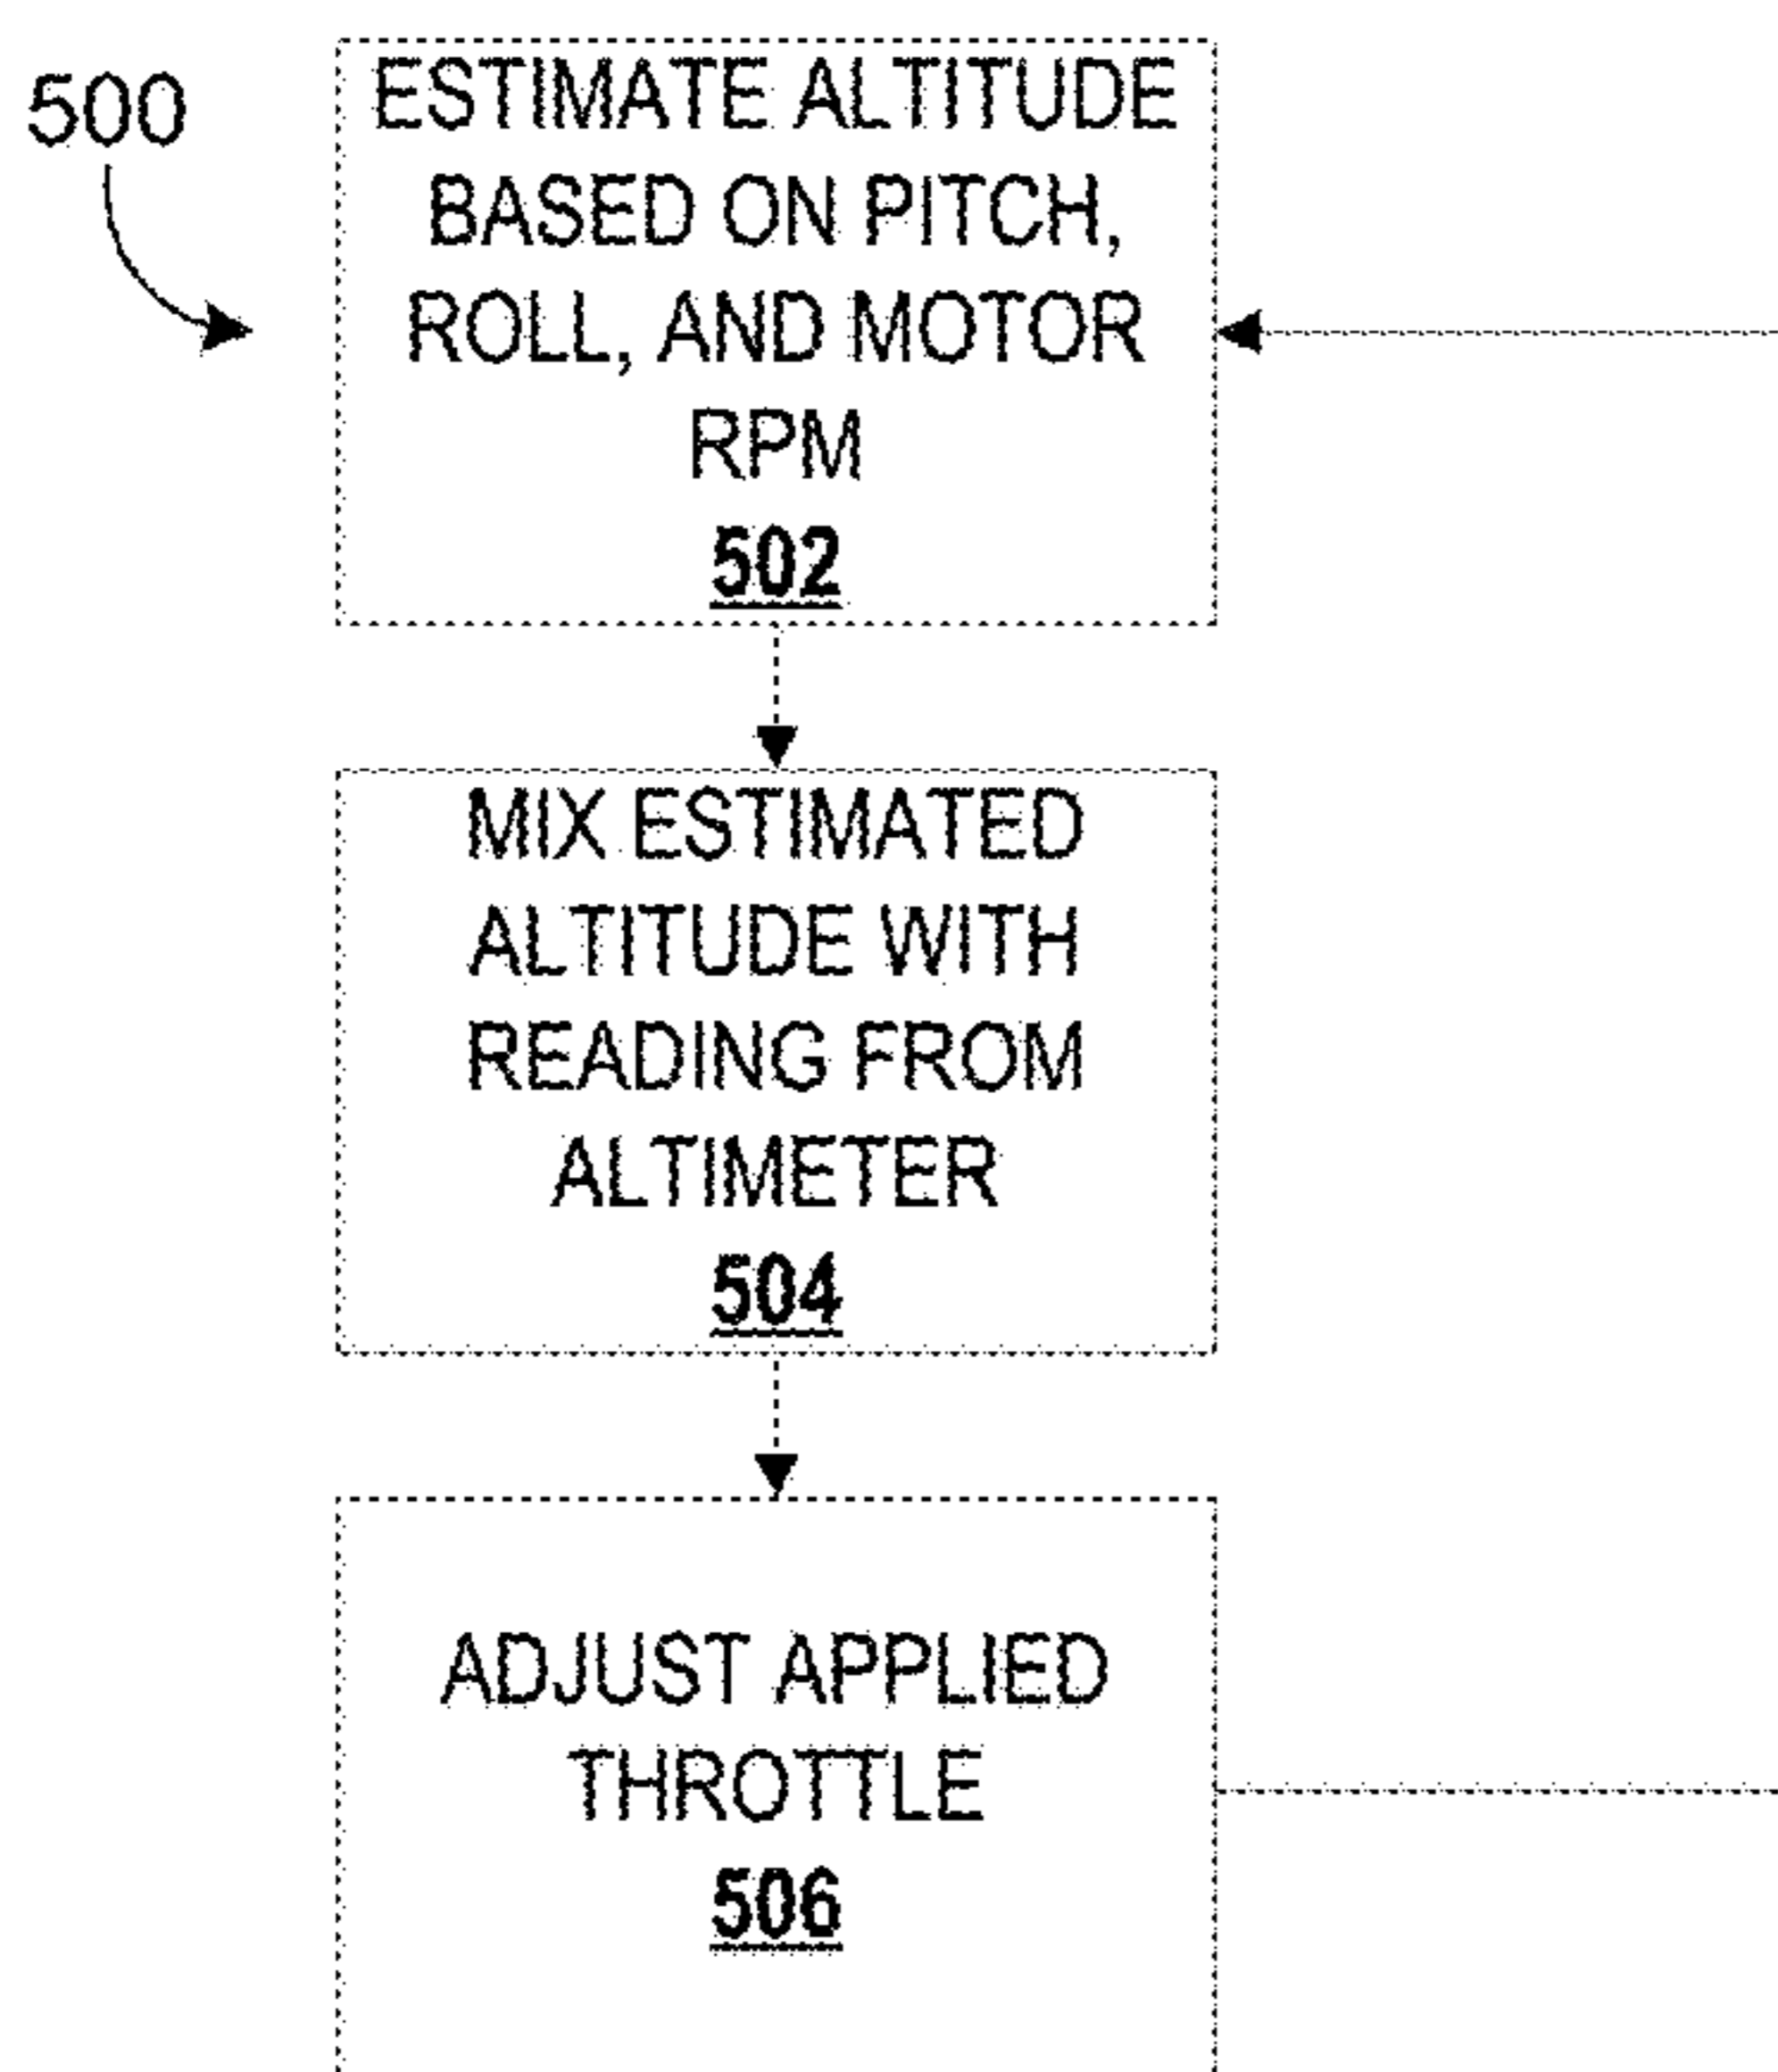 500
ESTIMATE ALTITUDE
BASED ON PITCH,
ROLL, AND MOTOR
RPM
502
MIX ESTIMATED
ALTITUDE WITH
READING FROM
ALTIMETER
504
ADJUST APPLIED
THROTTLE
506